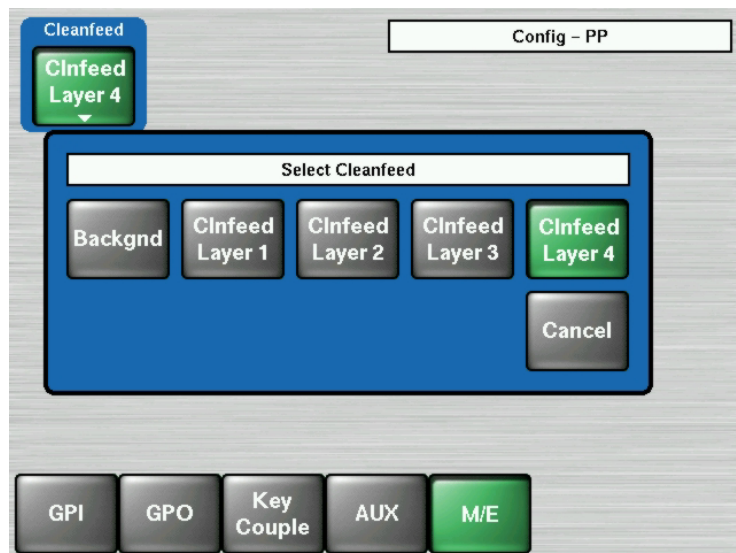 Cleanfeed
Config – PP
Clnfeed
Layer 4
Select Cleanfeed
Backgnd
Clnfeed
Layer 1
Clnfeed
Layer 2
Clnfeed
Layer 3
Clnfeed
Layer 4
Cancel
GPI
GPO
Key
Couple
AUX
M/E